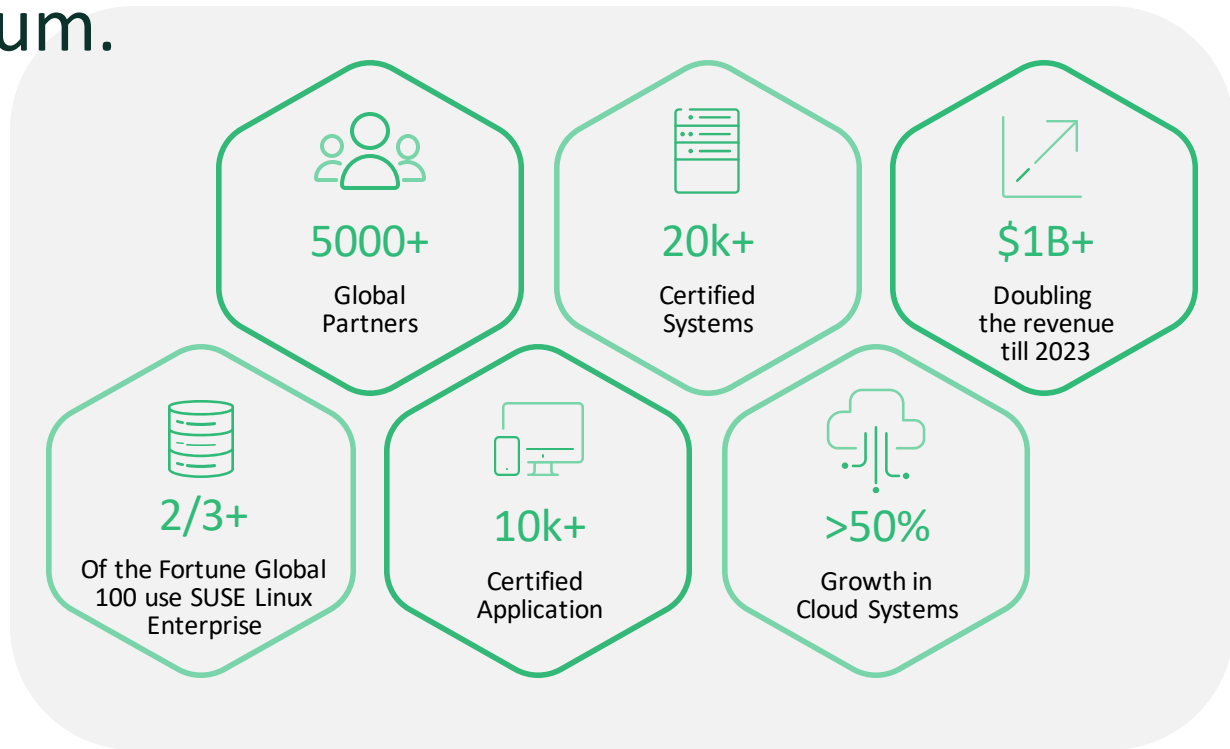 um.
5000+
Global
Partners
20k+
Certified
Systems
$1B+
Doubling
the revenue
till 2023
2/3+
Of the Fortune Global
100 use SUSE Linux
Enterprise
10k+
Certified
Application
>50%
Growth in
Cloud Systems